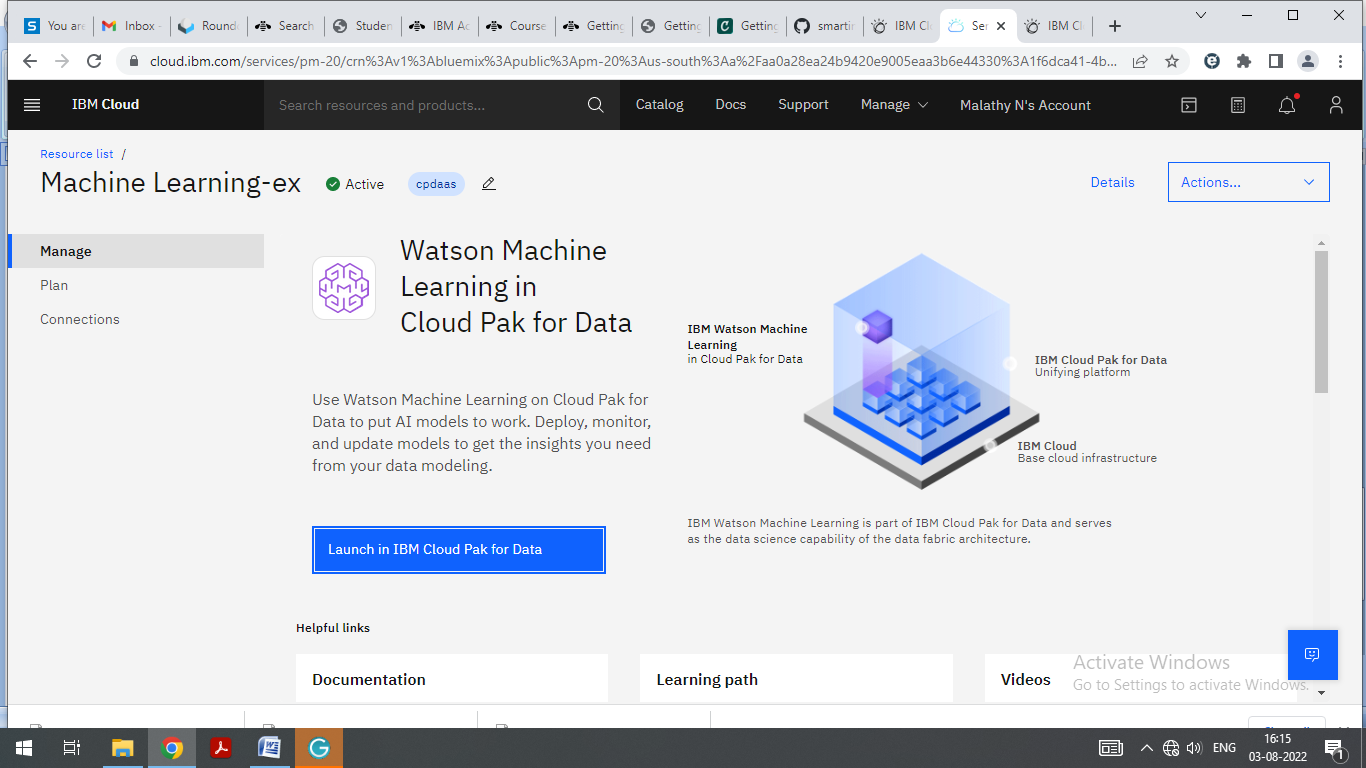 You are
Inbox -
Rounda
Search
Studen
IBM Ac
Course
Getting
Getting
Getting
smartin
IBM Clo
Ser
IBM Cl
cloud.ibm.com/services/pm-20/crn%3Av1%3Abluemix%3Apublic%3Apm-20%3Aus-south%3Aa%2Faa0a28ea24b9420e9005eaa3b6e44330%3A1f6dca41-4b...
IBM Cloud
Search resources and products...
Catalog
Docs
Support
Manage
Malathy N's Account
Resource list /
Machine Learning-ex
Active
cpdaas
Details
Actions...
Manage
Plan
Connections
Watson Machine
Learning in
Cloud Pak for Data
Use Watson Machine Learning on Cloud Pak for
Data to put AI models to work. Deploy, monitor,
and update models to get the insights you need
from your data modeling.
Launch in IBM Cloud Pak for Data
IBM Watson Machine
Learning
in Cloud Pak for Data
IBM Cloud Pak for Data
Unifying platform
IBM Cloud
Base cloud infrastructure
IBM Watson Machine Learning is part of IBM Cloud Pak for Data and serves
as the data science capability of the data fabric architecture.
Helpful links
Documentation
Learning path
Videos
Activate Windows
Go to Settings to activate Windows.
ENG
16:15
03-08-2022
1